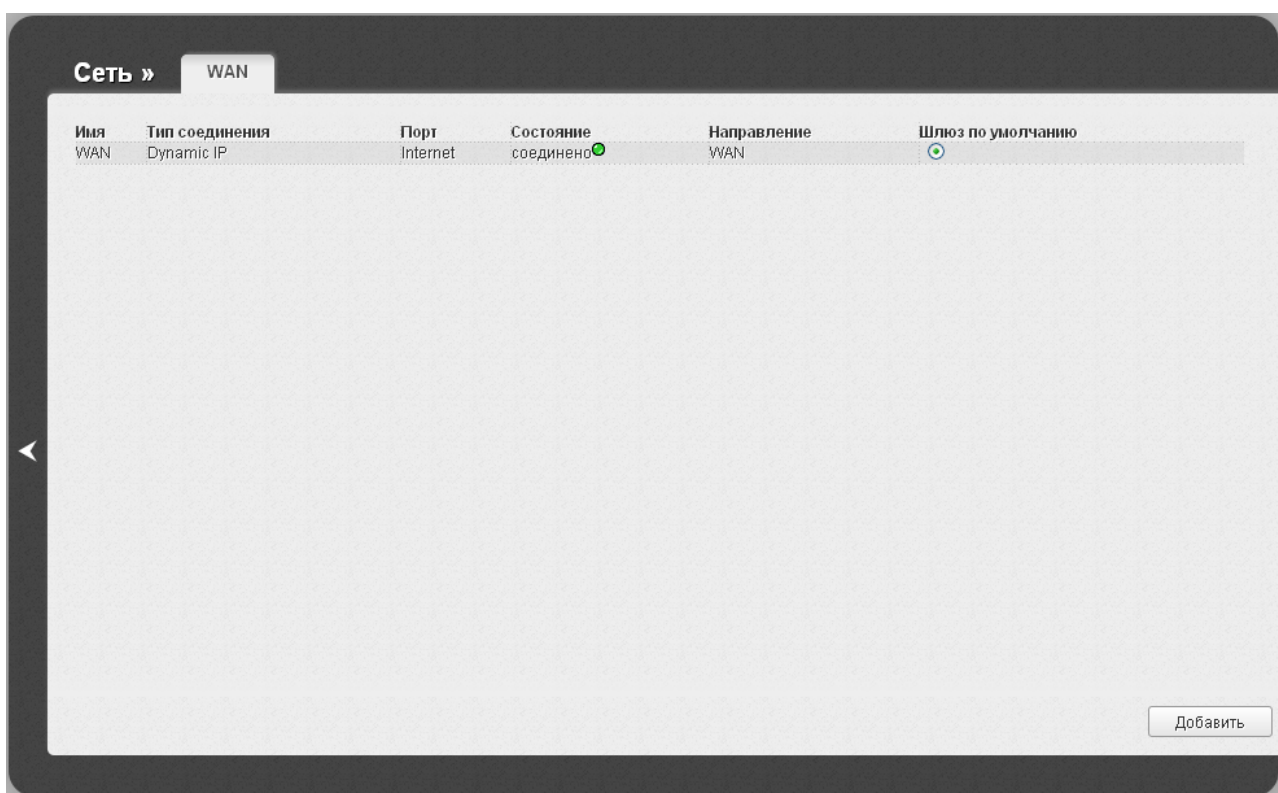 Сеть » WAN
Имя Тип соединения Порт Состояние Направление Шлюз по умолчанию
WAN Dynamic IP Internet соединено WAN
Добавить